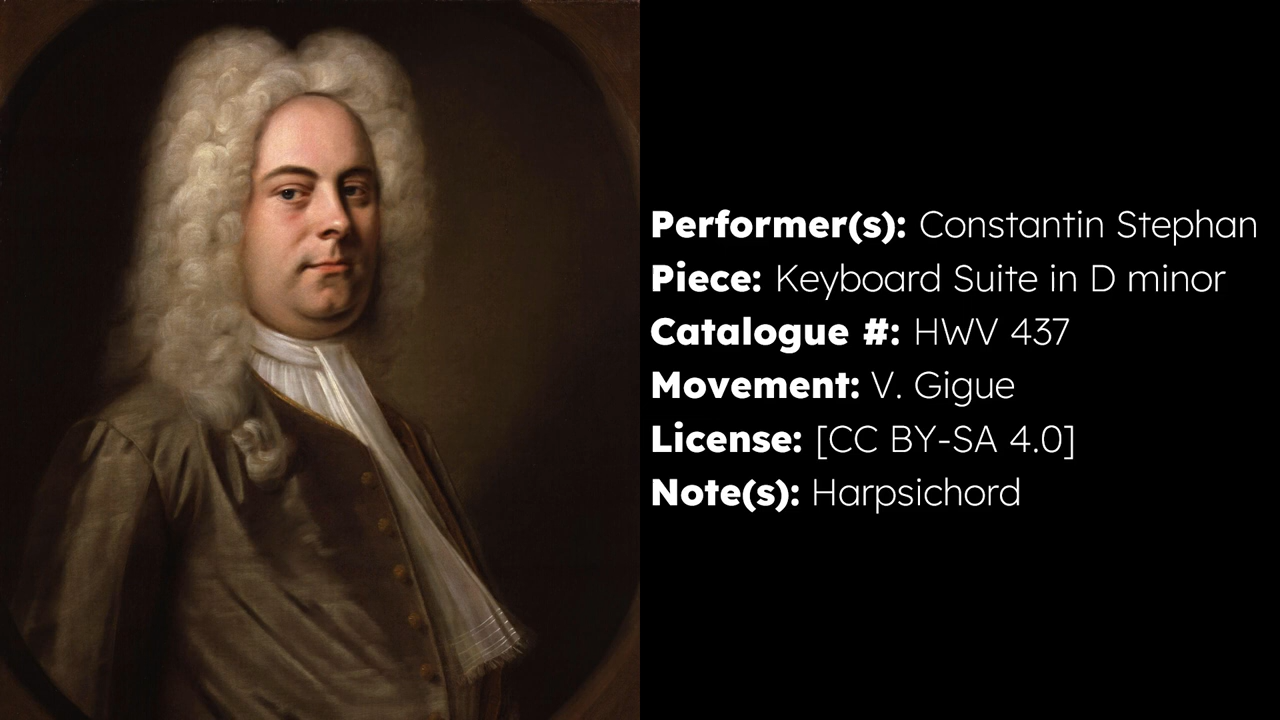 Performer(s): Constantin Stephan
Piece: Keyboard Suite in D minor
Catalogue #: HWV 437
Movement: V. Gigue
License: [CC BY-SA 4.0]
Note(s): Harpsichord